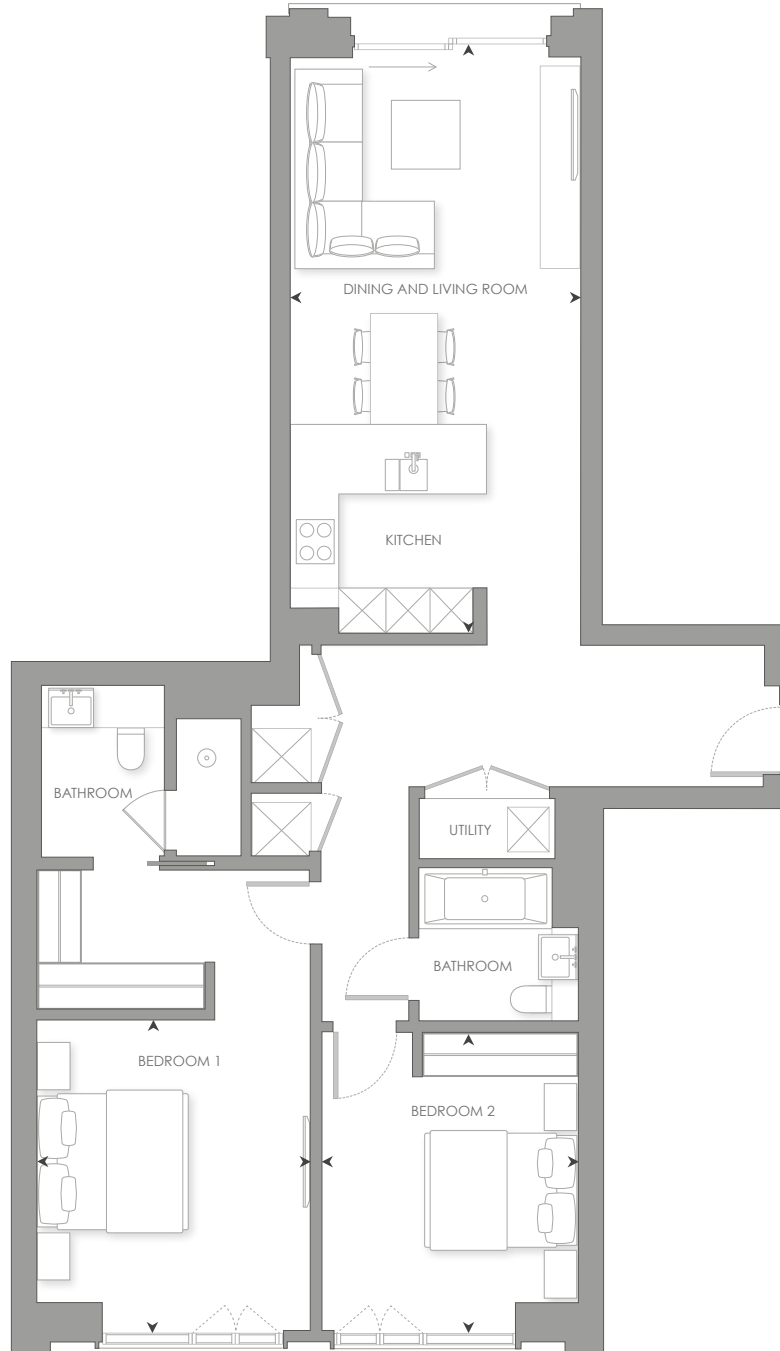 DINING AND LIVING ROOM
KITCHEN
BATHROOM
UTILITY
BATHROOM
BEDROOM 1
BEDROOM 2